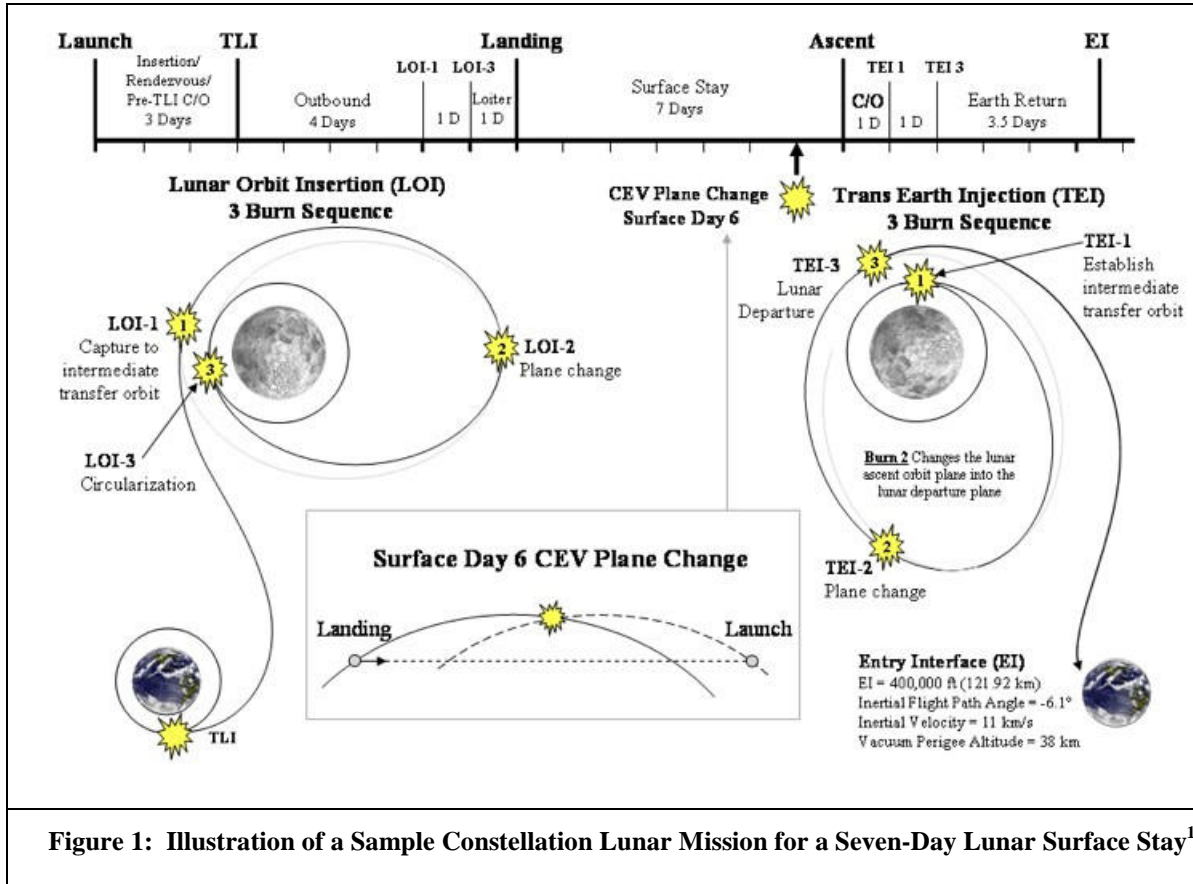 Launch TLI Landing Ascent EI
Insertion/
Rendezvous/
Pre-TLI C/O
3 Days
Outbound
4 Days
LOI-1 LOI-3
1 D
Loiter
1 D
Surface Stay
7 Days
TEI 1 TEI 3
C/O
1 D
1 D
Earth Return
3.5 Days
Lunar Orbit Insertion (LOI)
3 Burn Sequence
CEV Plane Change
Surface Day 6
Trans Earth Injection (TEI)
3 Burn Sequence
1
LOI-1
Capture to
intermediate
transfer orbit
3
LOI-3
Circularization
2
LOI-2
Plane change
TEI-3
Lunar
Departure
3
1
TEI-1
Establish
intermediate
transfer orbit
Burn 2 Changes the lunar
ascent orbit plane into the
lunar departure plane
2
TEI-2
Plane change
Surface Day 6 CEV Plane Change
Landing
Launch
TLI
Entry Interface (EI)
EI = 400,000 ft (121.92 km)
Inertial Flight Path Angle = -6.1°
Inertial Velocity = 11 km/s
Vacuum Perigee Altitude = 38 km
Figure 1: Illustration of a Sample Constellation Lunar Mission for a Seven-Day Lunar Surface Stay¹